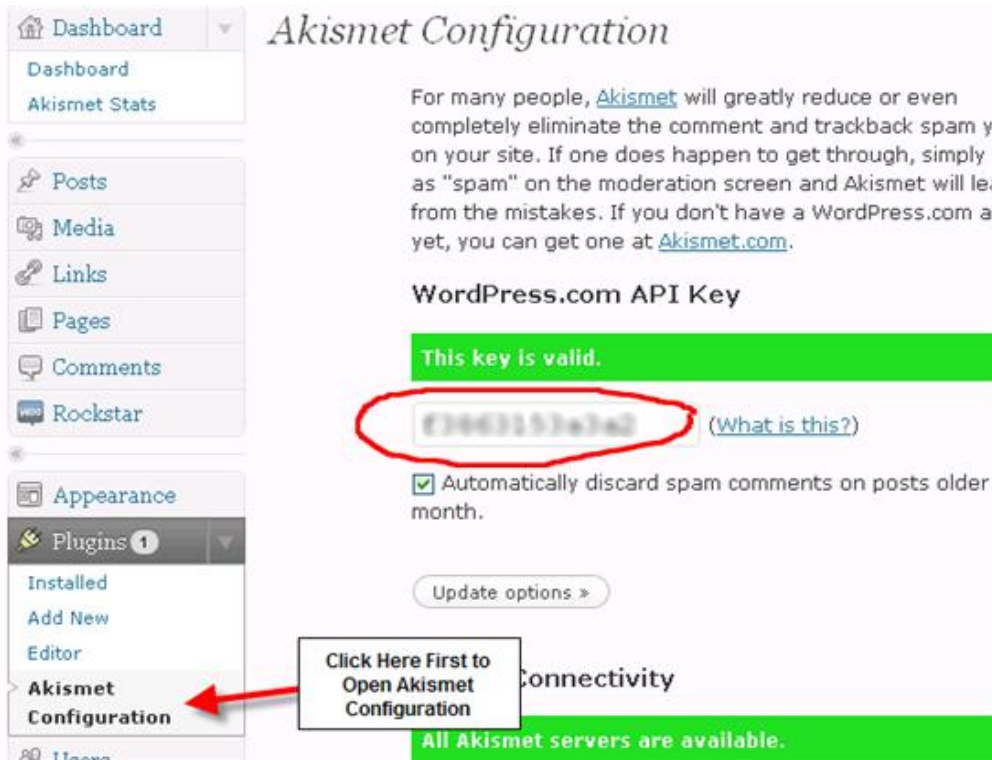 Dashboard
Dashboard
Akismet Stats
Posts
Media
Links
Pages
Comments
Rockstar
Appearance
Plugins 1
Installed
Add New
Editor
Akismet
Configuration
Users
Akismet Configuration
For many people, Akismet will greatly reduce or even
completely eliminate the comment and trackback spam y
on your site. If one does happen to get through, simply
as "spam" on the moderation screen and Akismet will lea
from the mistakes. If you don't have a WordPress.com a
yet, you can get one at Akismet.com.
WordPress.com API Key
This key is valid.
(What is this?)
Automatically discard spam comments on posts older
month.
Update options »
Click Here First to
Open Akismet
Configuration
Connectivity
All Akismet servers are available.